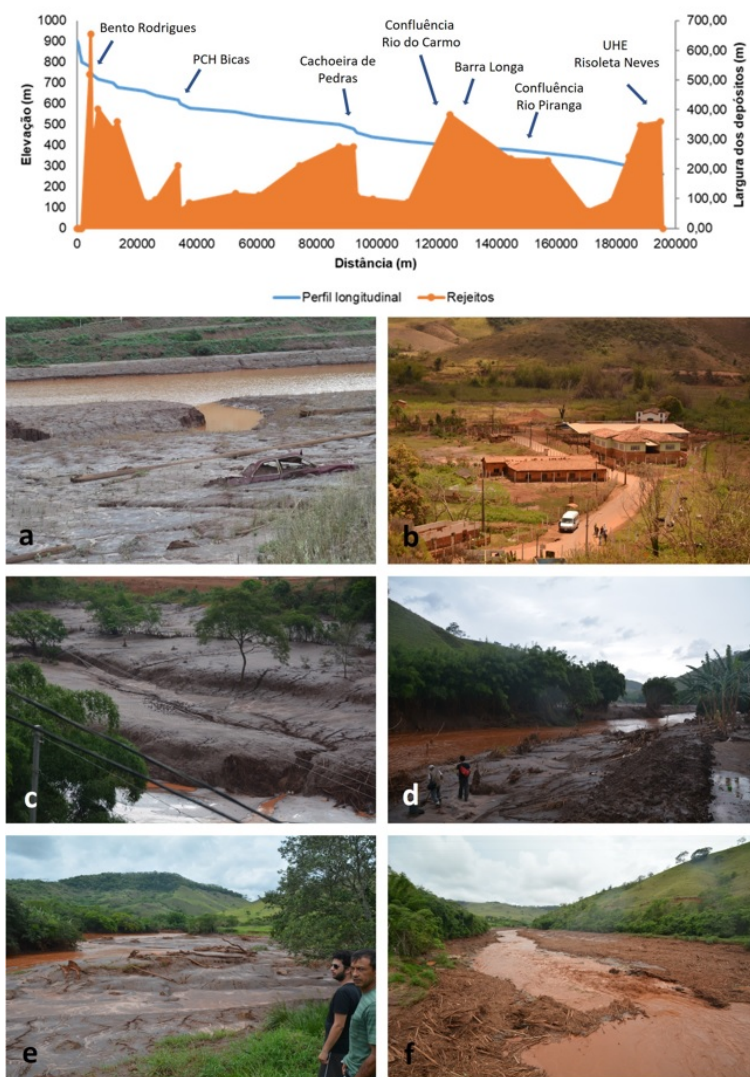 1000
900
800
700
600
500
400
300
200
100
0
Elevação (m)
Bento Rodrigues
PCH Bicas
Cachoeira de
Pedras
Confluência
Rio do Carmo
Barra Longa
Confluência
Rio Piranga
UHE
Risoleta Neves
700,00
600,00
500,00
400,00
300,00
200,00
100,00
0,00
Largura dos depósitos (m)
0 20000 40000 60000 80000 100000 120000 140000 160000 180000 200000
Distância (m)
Perfil longitudinal Rejeitos
a
b
c
d
e
f